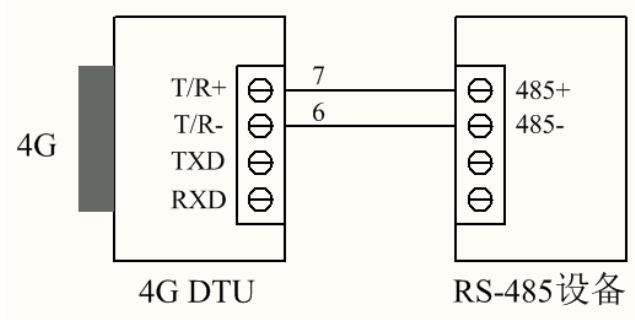 T/R+
7
485+
T/R-
6
485-
4G
TXD
RXD
4G DTU
RS-485设备